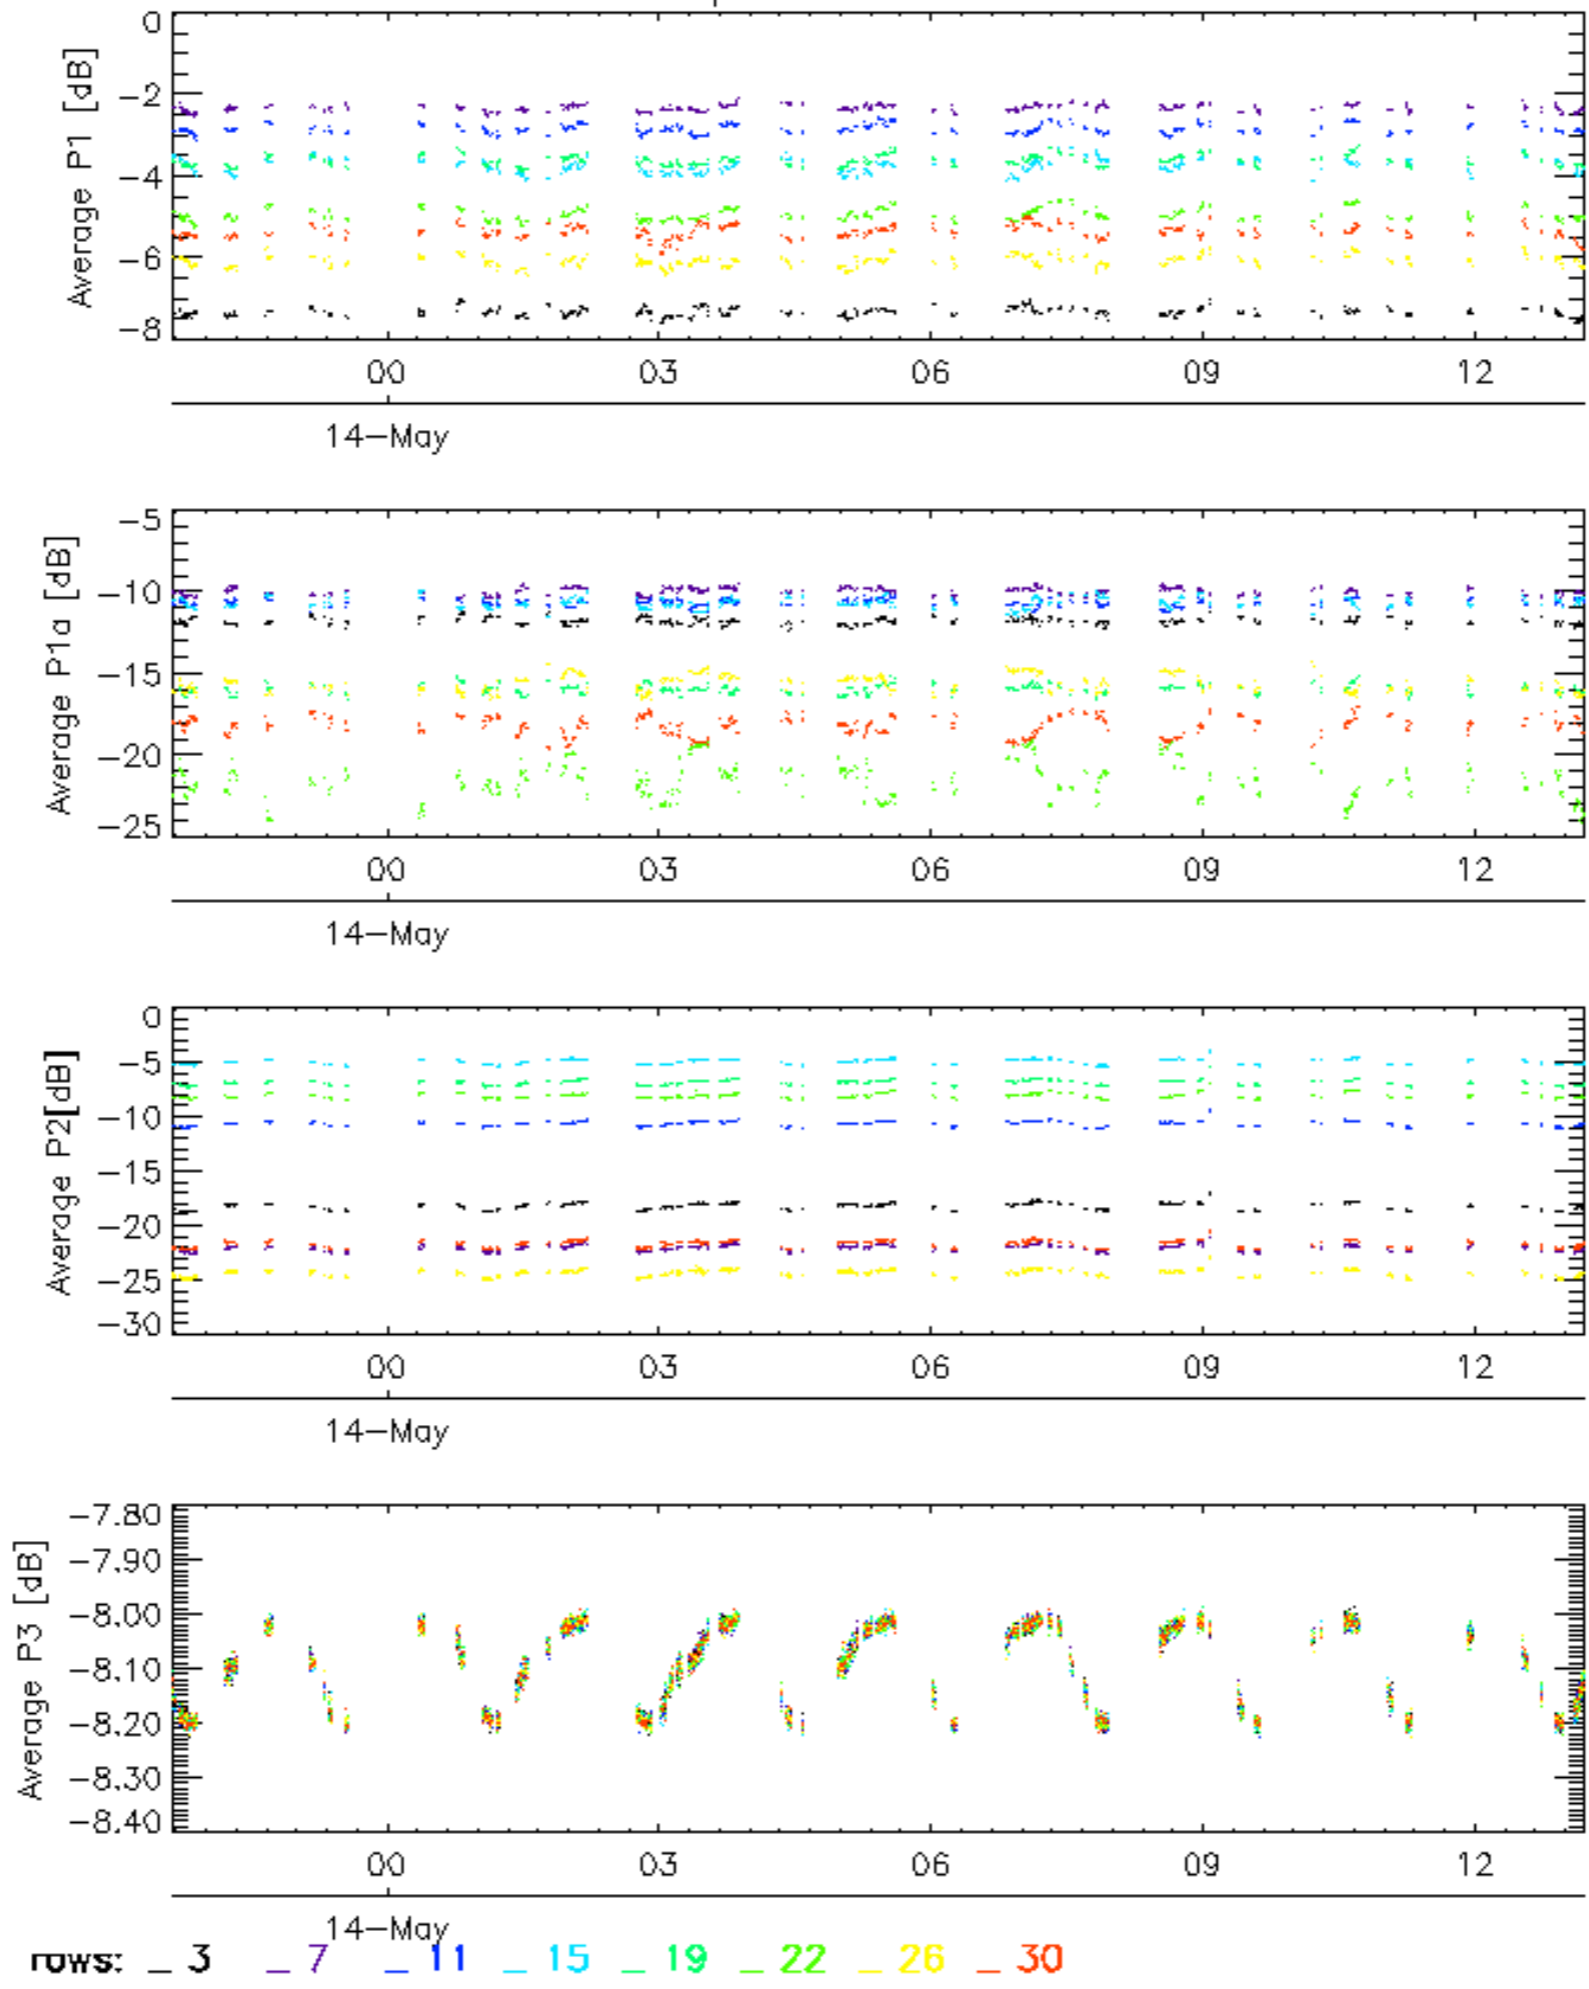 0
-2
-4
-6
-8
Average P1 [dB]
00 03 06 09 12
14-May
-5
-10
-15
-20
-25
Average P1a [dB]
00 03 06 09 12
14-May
0
-5
-10
-15
-20
-25
-30
Average P2[dB]
00 03 06 09 12
14-May
-7.80
-7.90
-8.00
-8.10
-8.20
-8.30
-8.40
Average P3 [dB]
00 03 06 09 12
14-May
rows: _ 3 _ 7 _ 11 _ 15 _ 19 _ 22 _ 26 _ 30